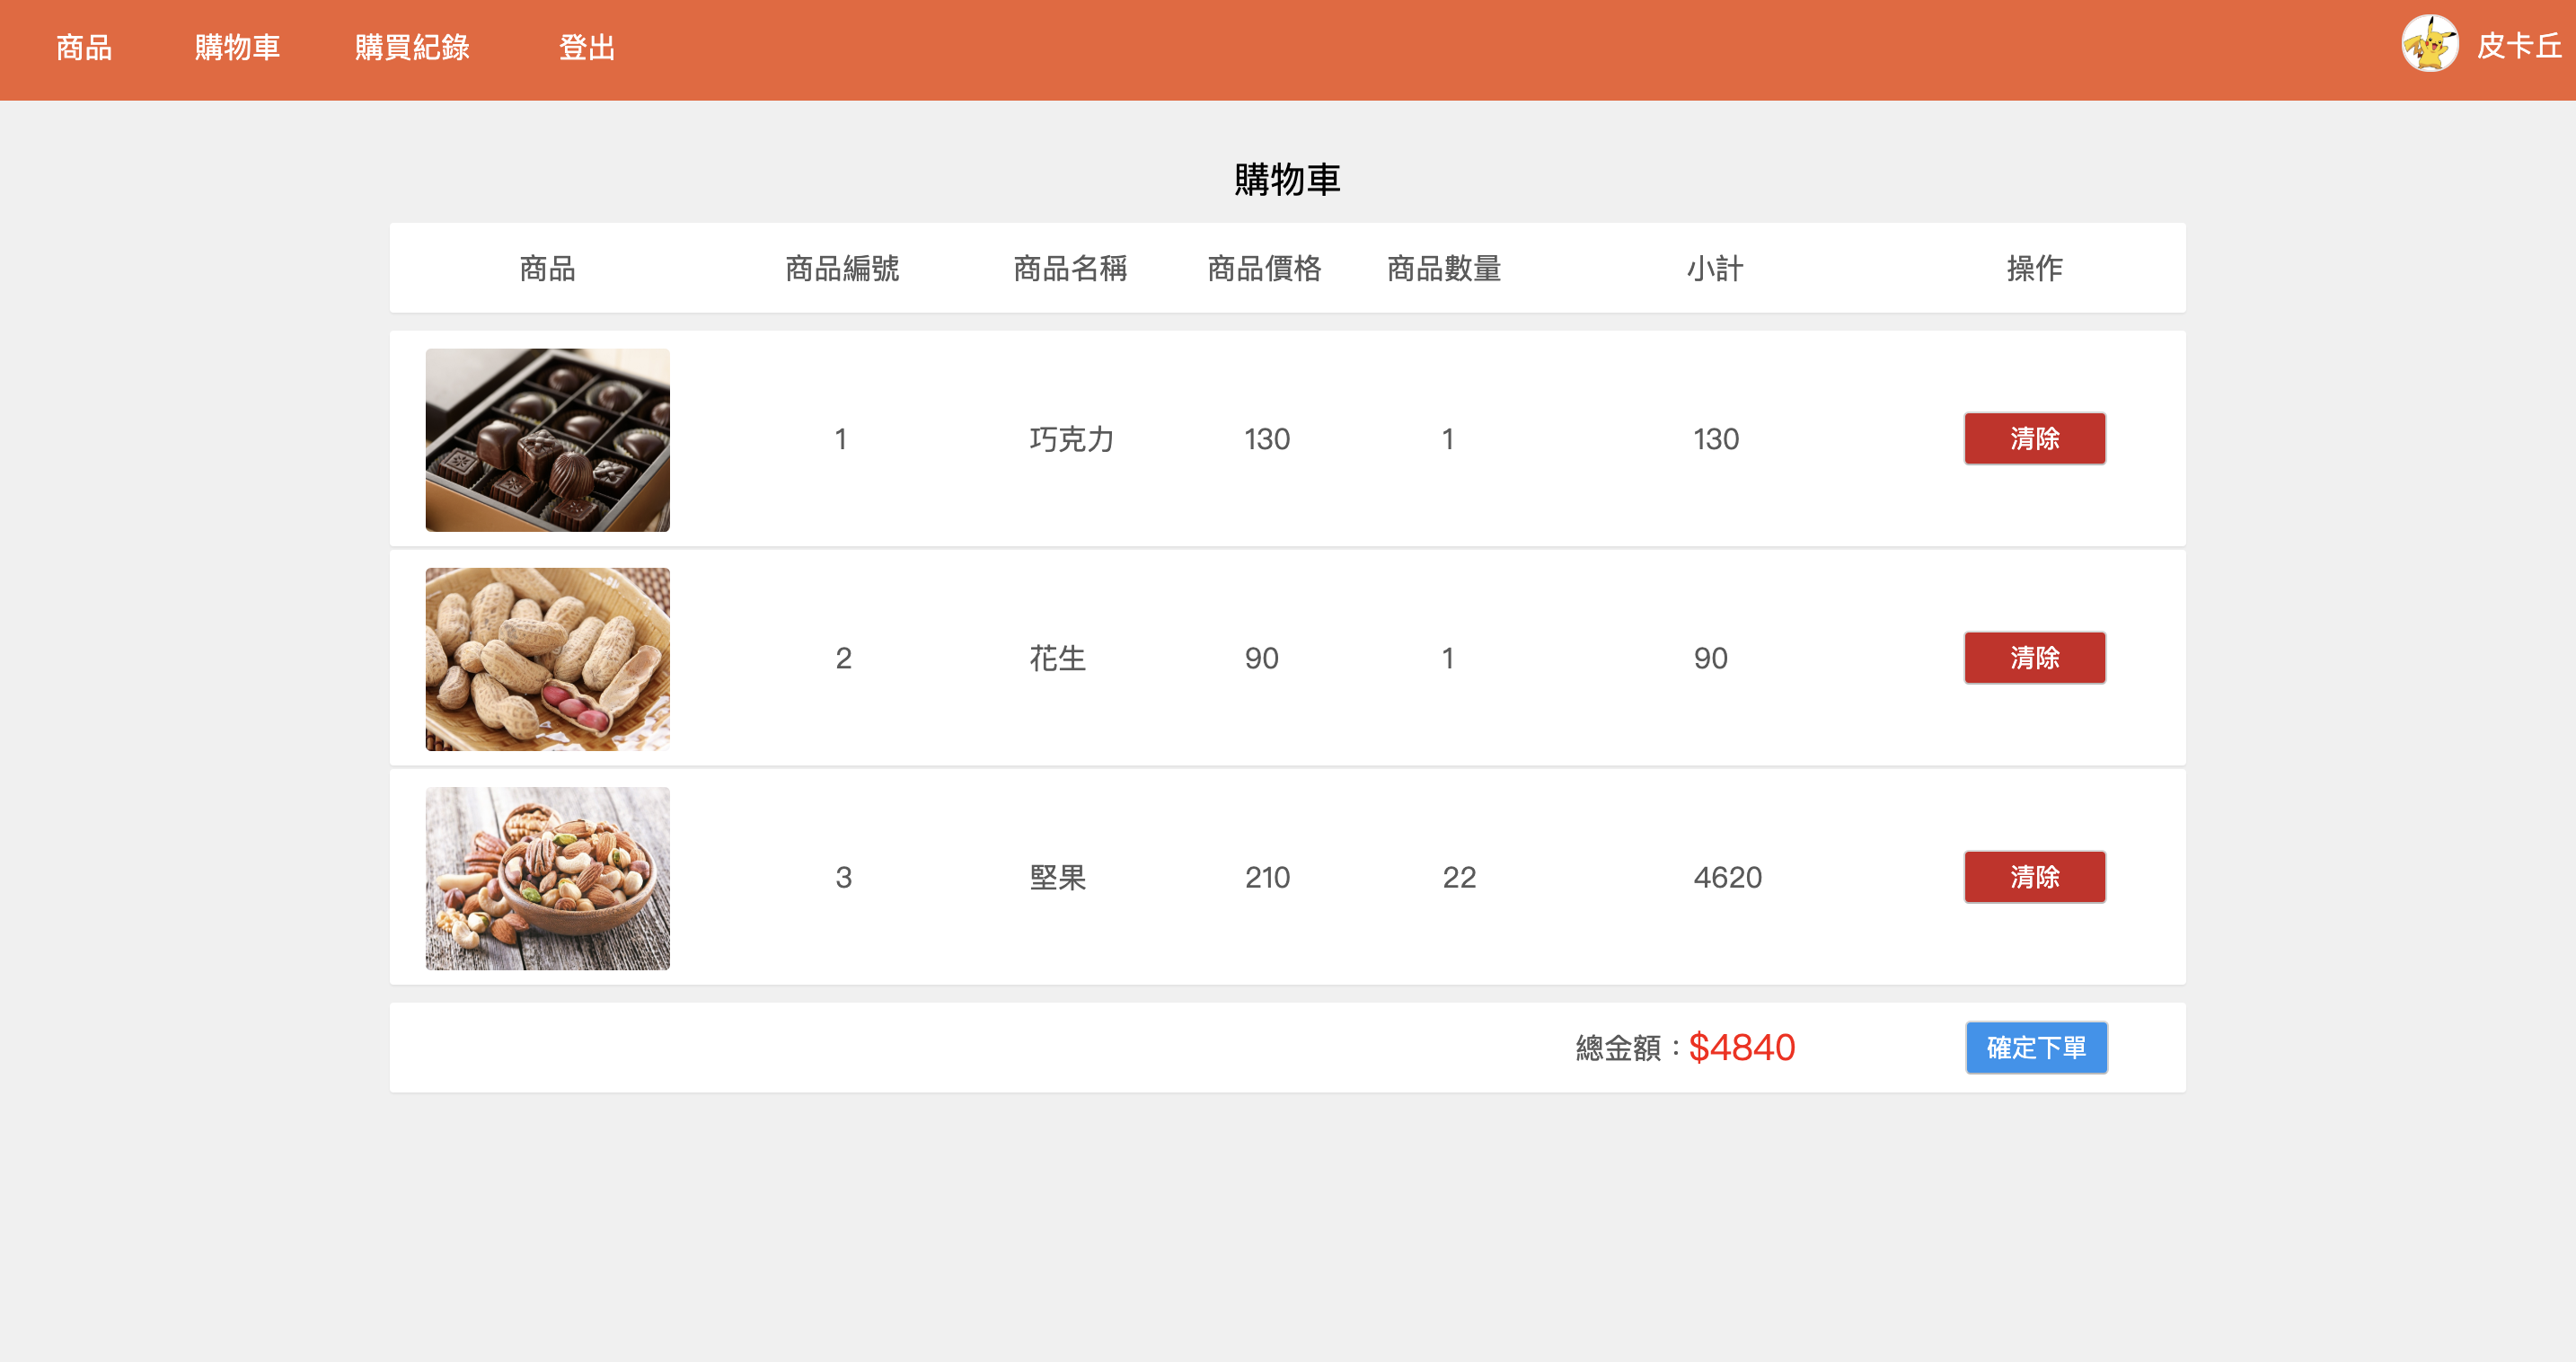 商品 購物車 購買紀錄 登出 皮卡丘
購物車
商品 商品編號 商品名稱 商品價格 商品數量 小計 操作
1 巧克力 130 1 130 清除
2 花生 90 1 90 清除
3 堅果 210 22 4620 清除
總金額：$4840 確定下單